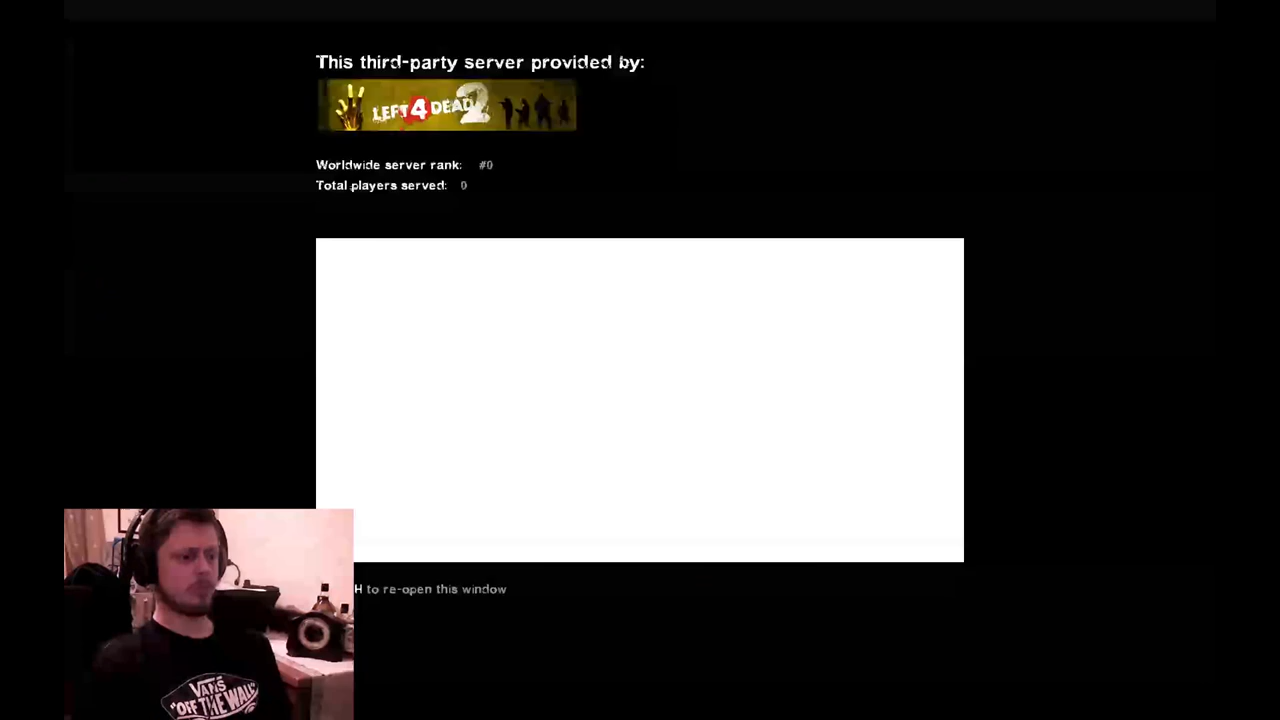 This third-party server provided by:
LEFT 4 DEAD 2
Worldwide server rank: #0
Total players served: 0
H to re-open this window
VANS
"OFF THE WALL"